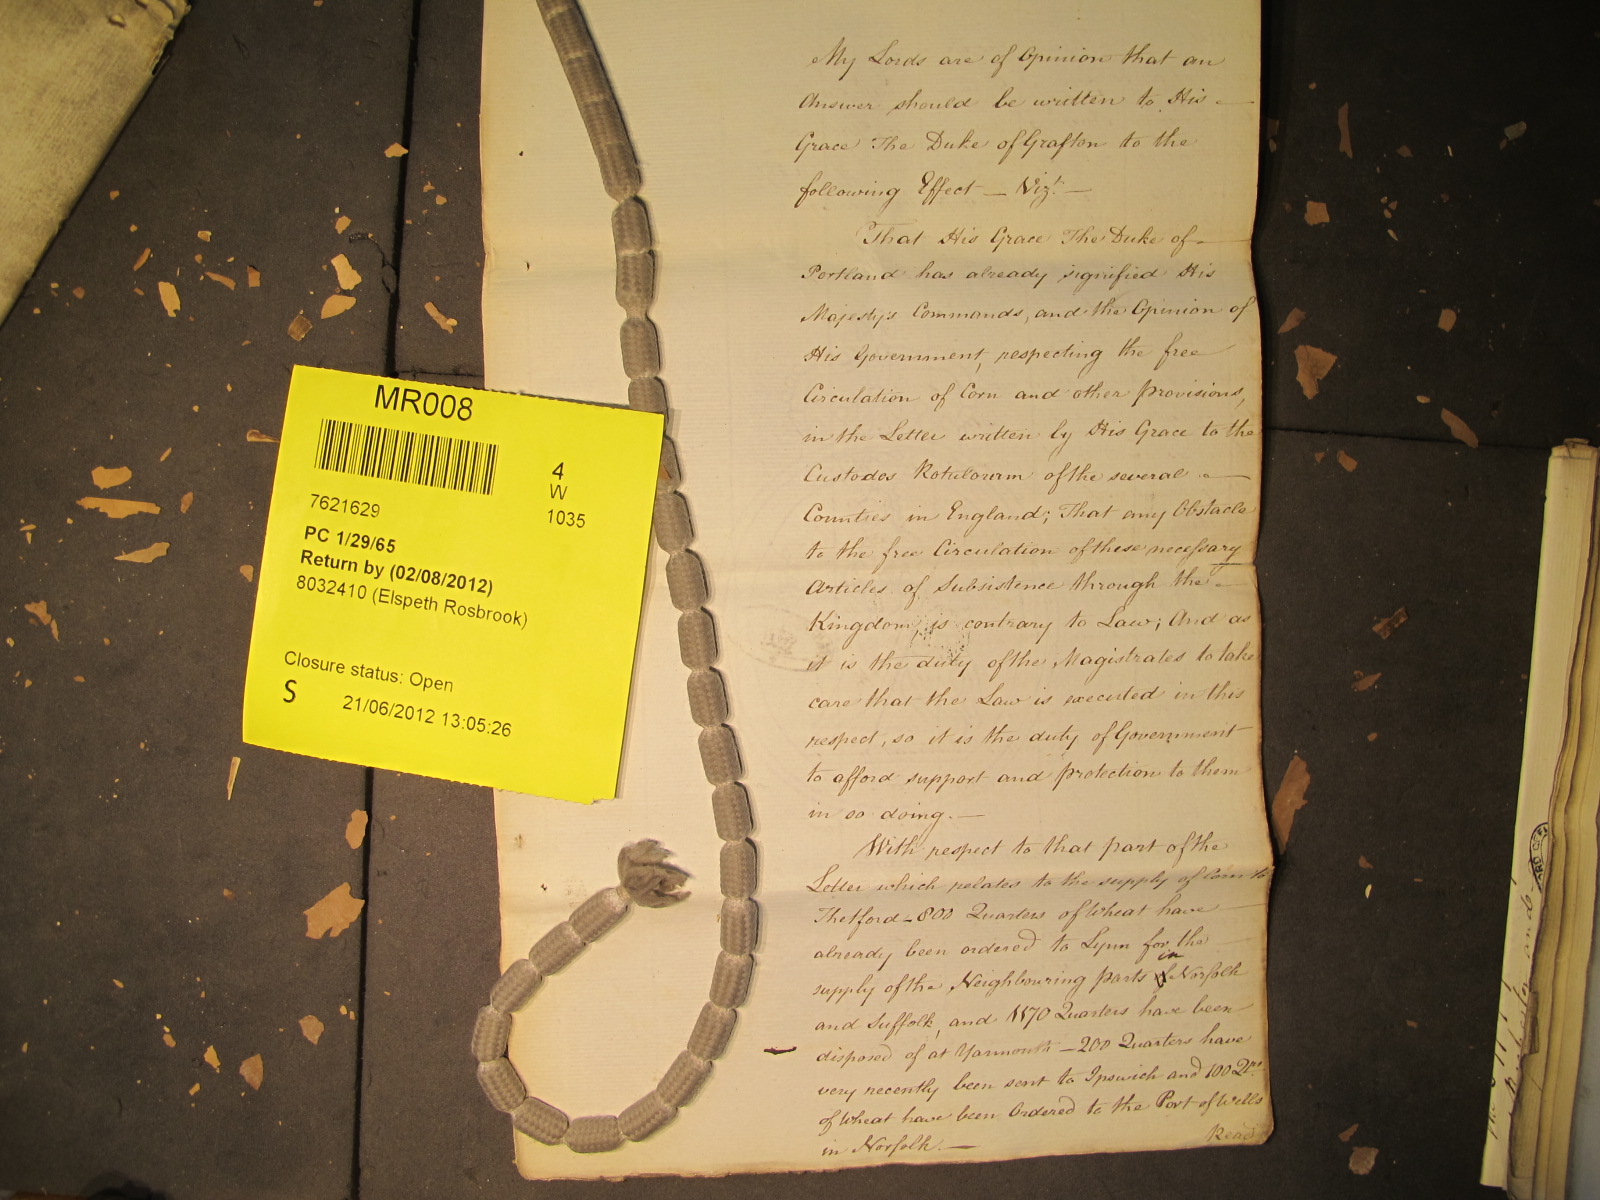 My Lords are of Opinion that an
Answer should be written to His
Grace The Duke of Grafton to the
following Effect — Vizt. —
That His Grace The Duke of
Portland has already signified His
Majesty's Commands, and the Opinion of
His Government, respecting the free
Circulation of Corn and other provisions,
in the Letter written by His Grace to the
Custodes Rotulorum of the several
Counties in England; That any Obstacle
to the free Circulation of these necessary
Articles of Subsistence through the
Kingdom, is contrary to Law; And as
it is the duty of the Magistrates to take
care that the Law is executed in this
respect, so it is the duty of Government
to afford support and protection to them
in so doing. —
With respect to that part of the
Letter which relates to the supply of Corn to
Thetford – 800 Quarters of Wheat have
already been ordered to Lynn for the
supply of the Neighbouring parts in Norfolk
and Suffolk, and 1170 Quarters have been
disposed of at Yarmouth – 200 Quarters have
very recently been sent to Ipswich and 100 Qrs.
of Wheat have been Ordered to the Port of Wells
in Norfolk. —
Read
MR008
4
W
1035
7621629
PC 1/29/65
Return by (02/08/2012)
8032410 (Elspeth Rosbrook)
Closure status: Open
S 21/06/2012 13:05:26